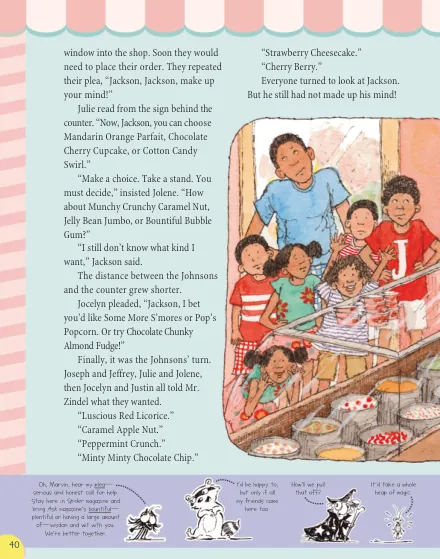 window into the shop. Soon they would
need to place their order. They repeated
their plea, “Jackson, Jackson, make up
your mind!”
Julie read from the sign behind the
counter. “Now, Jackson, you can choose
Mandarin Orange Parfait, Chocolate
Cherry Cupcake, or Cotton Candy
Swirl.”
“Make a choice. Take a stand. You
must decide,” insisted Jolene. “How
about Munchy Crunchy Caramel Nut,
Jelly Bean Jumbo, or Bountiful Bubble
Gum?”
“I still don’t know what kind I
want,” Jackson said.
The distance between the Johnsons
and the counter grew shorter.
Jocelyn pleaded, “Jackson, I bet
you’d like Some More S’mores or Pop’s
Popcorn. Or try Chocolate Chunky
Almond Fudge!”
Finally, it was the Johnsons’ turn.
Joseph and Jeffrey, Julie and Jolene,
then Jocelyn and Justin all told Mr.
Zindel what they wanted.
“Luscious Red Licorice.”
“Caramel Apple Nut.”
“Peppermint Crunch.”
“Minty Minty Chocolate Chip.”
“Strawberry Cheesecake.”
“Cherry Berry.”
Everyone turned to look at Jackson.
But he still had not made up his mind!
J
Oh, Marvin, hear my plea—
serious and honest call for help.
Stay here in Spider magazine and
bring Ask magazine's bountiful—
plentiful or having a large amount
of—wisdom and wit with you.
We're better together.
I'd be happy to,
but only if all
my friends come
here too.
How'll we pull
that off?
It'd take a whole
heap of magic.
40